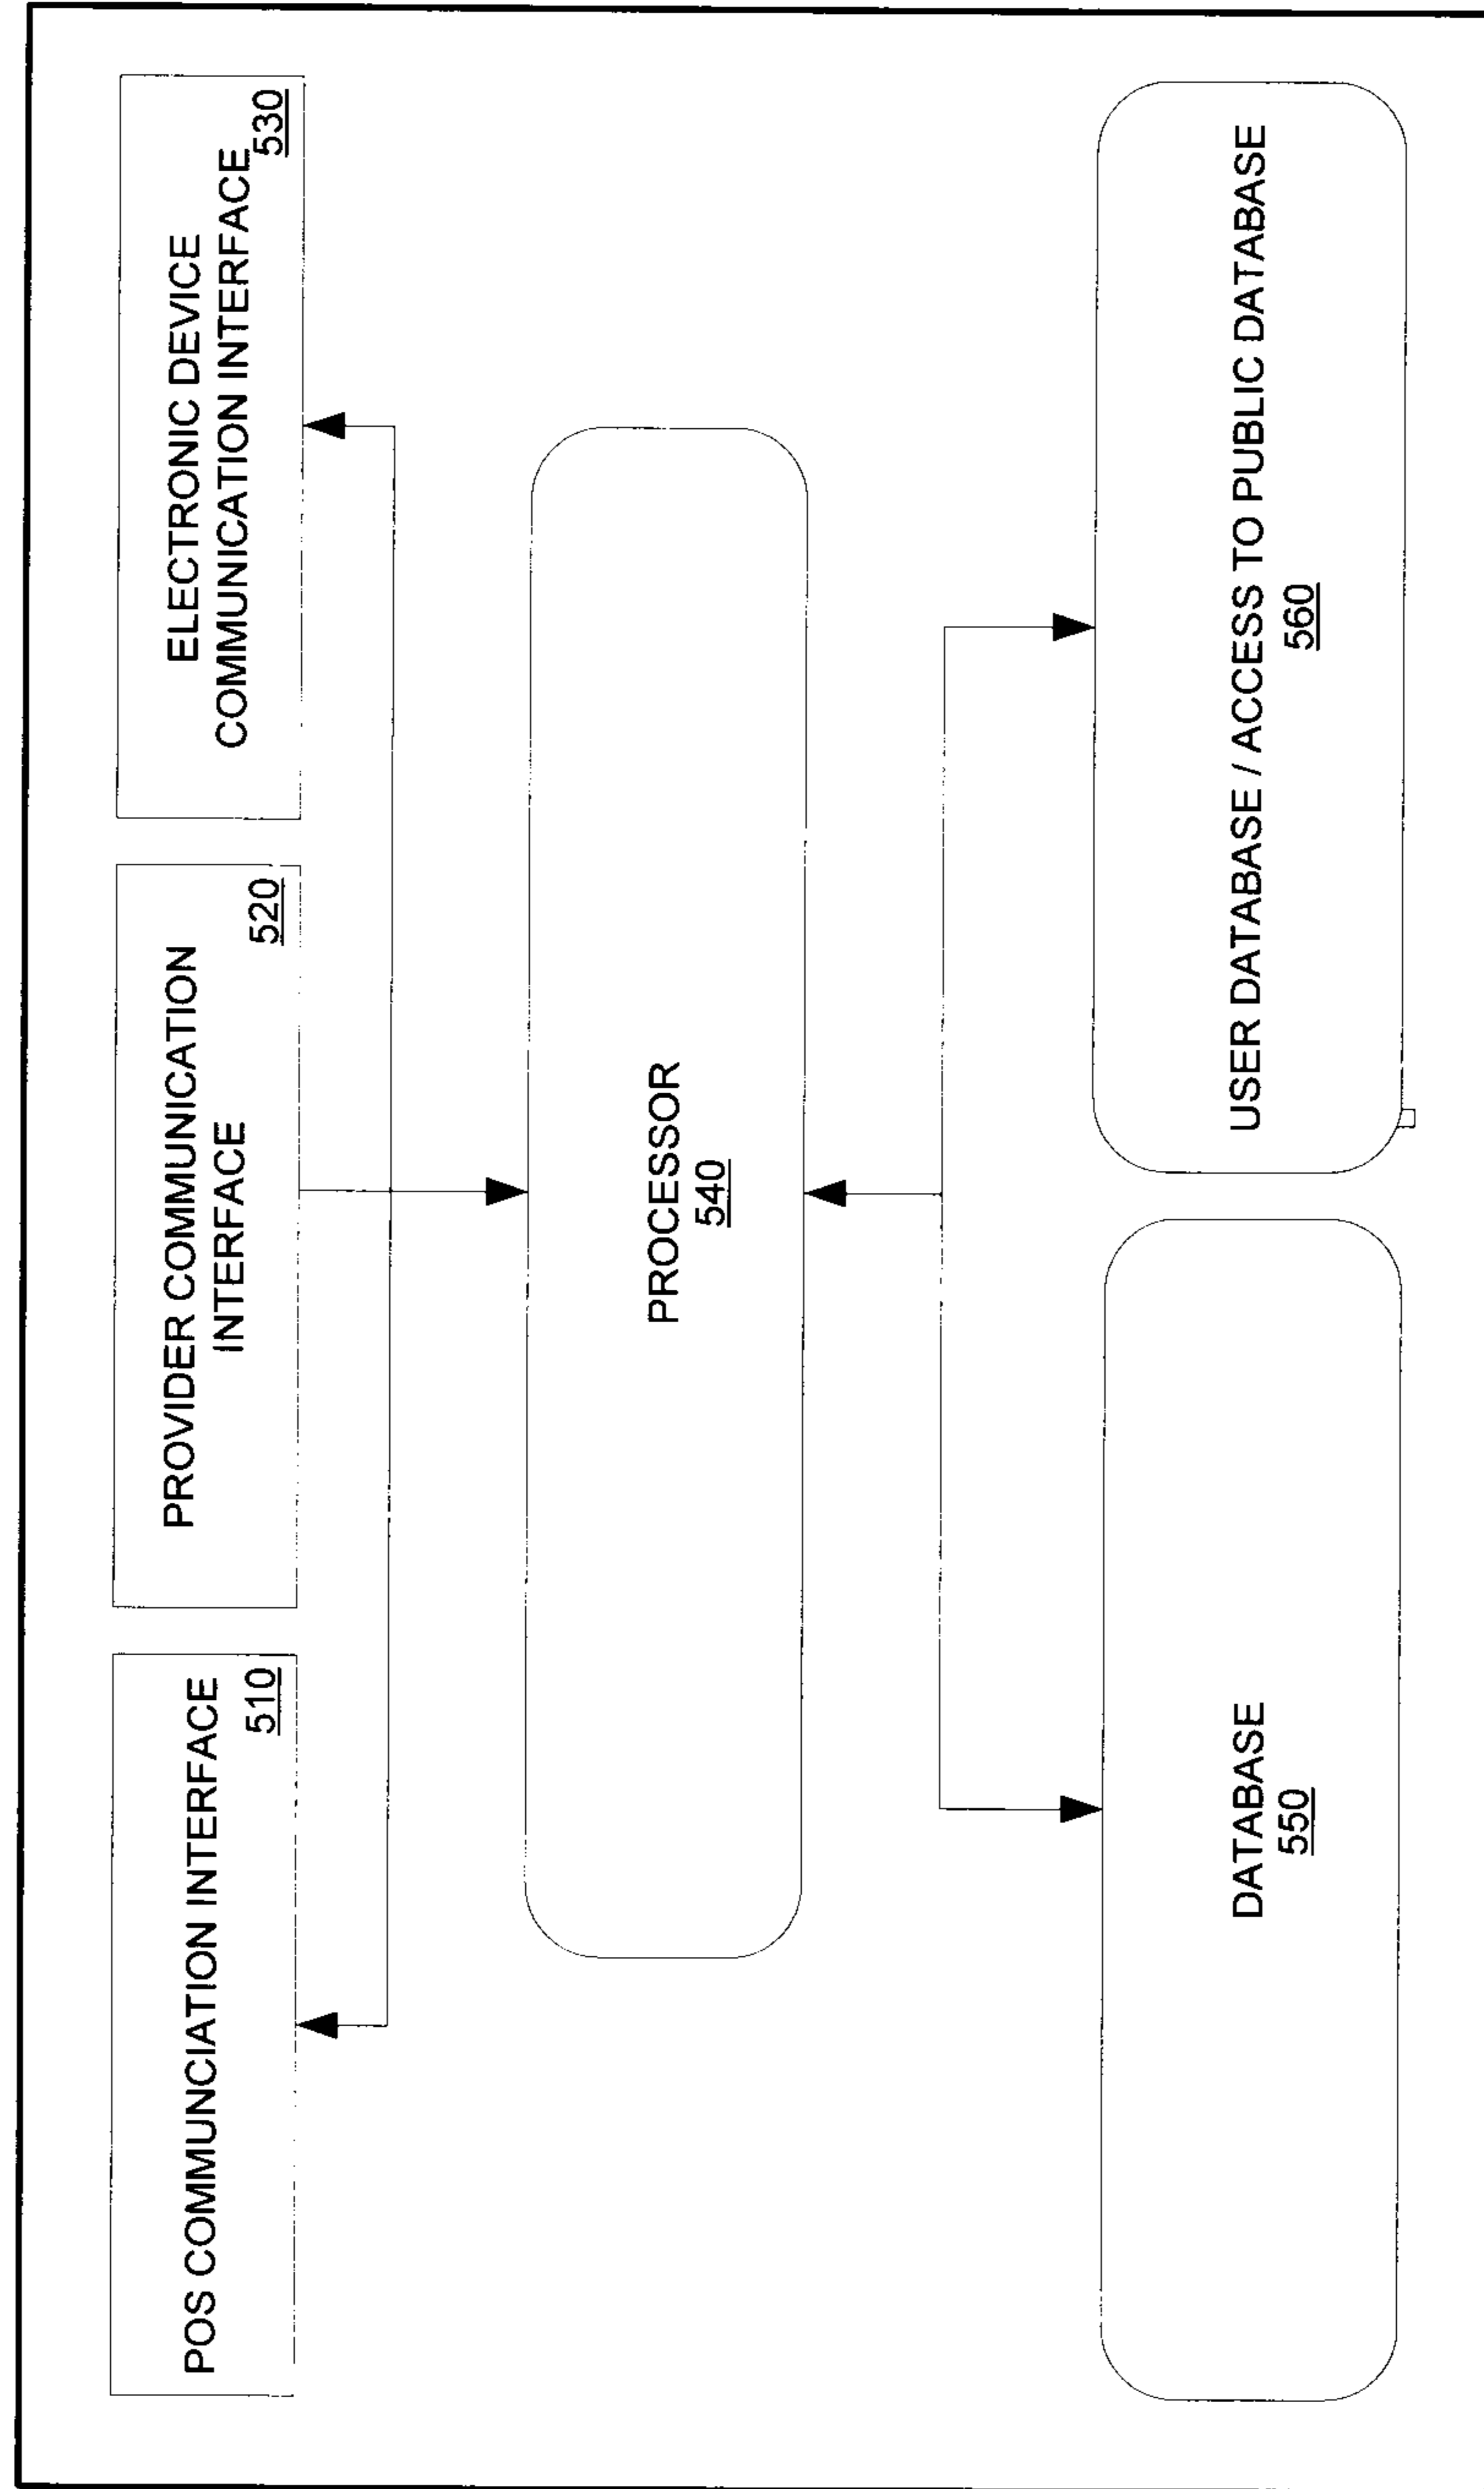 POS COMMUNCIATION INTERFACE
510
PROVIDER COMMUNICATION
INTERFACE
520
ELECTRONIC DEVICE
COMMUNICATION INTERFACE
530
PROCESSOR
540
DATABASE
550
USER DATABASE / ACCESS TO PUBLIC DATABASE
560